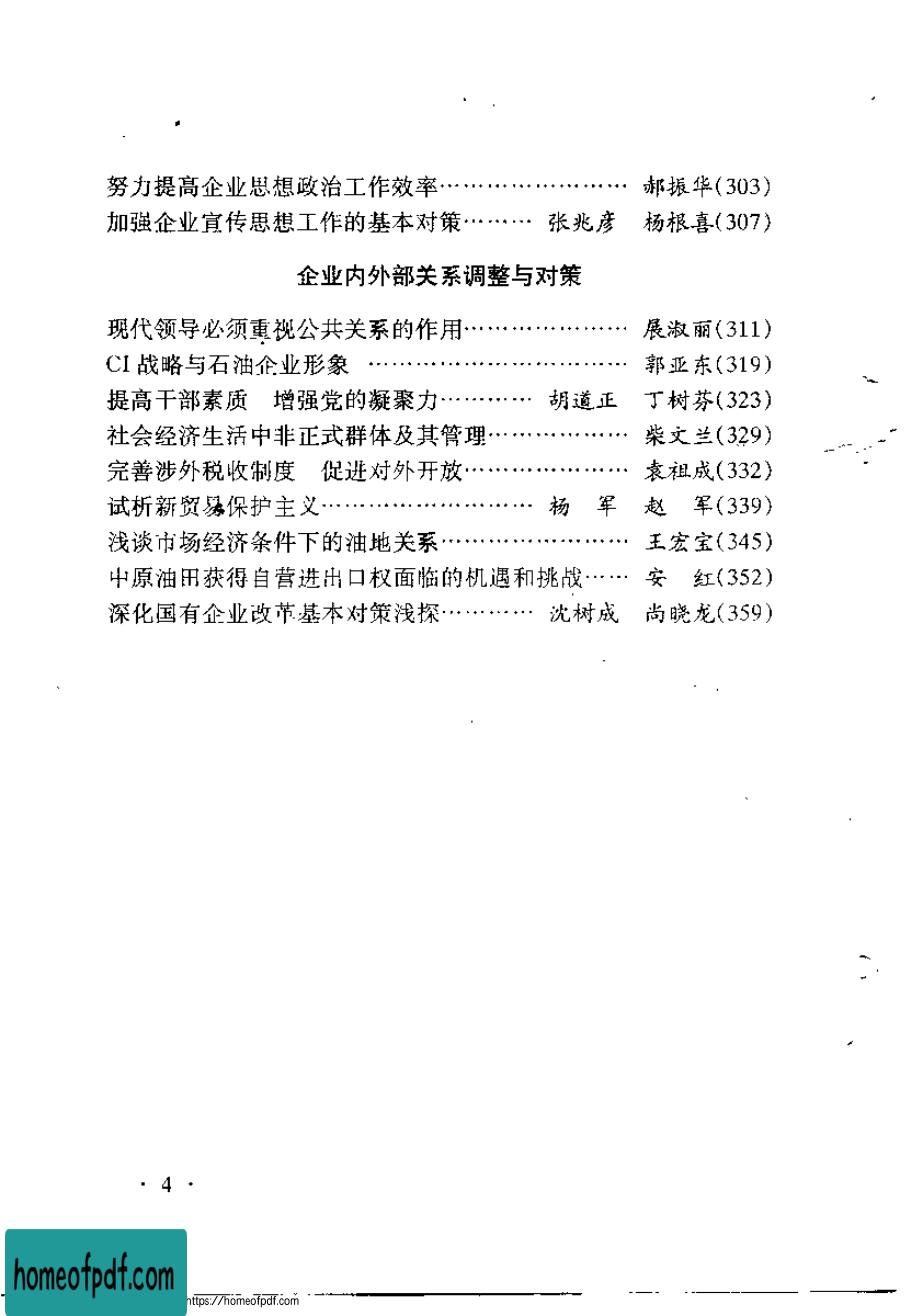 努力提高企业思想政治工作效率…………………… 郝振华(303)
加强企业宣传思想工作的基本对策……… 张兆彦　杨根喜(307)
企业内外部关系调整与对策
现代领导必须重视公共关系的作用………………… 展淑丽(311)
CI 战略与石油企业形象 …………………………… 郭亚东(319)
提高干部素质　增强党的凝聚力………… 胡道正　丁树芬(323)
社会经济生活中非正式群体及其管理……………… 柴文兰(329)
完善涉外税收制度　促进对外开放………………… 袁祖成(332)
试析新贸易保护主义……………………… 杨　军　赵　军(339)
浅谈市场经济条件下的油地关系…………………… 王宏宝(345)
中原油田获得自营进出口权面临的机遇和挑战…… 安　红(352)
深化国有企业改革基本对策浅探………… 沈树成　尚晓龙(359)
· 4 ·
homeofpdf.com
https://homeofpdf.com